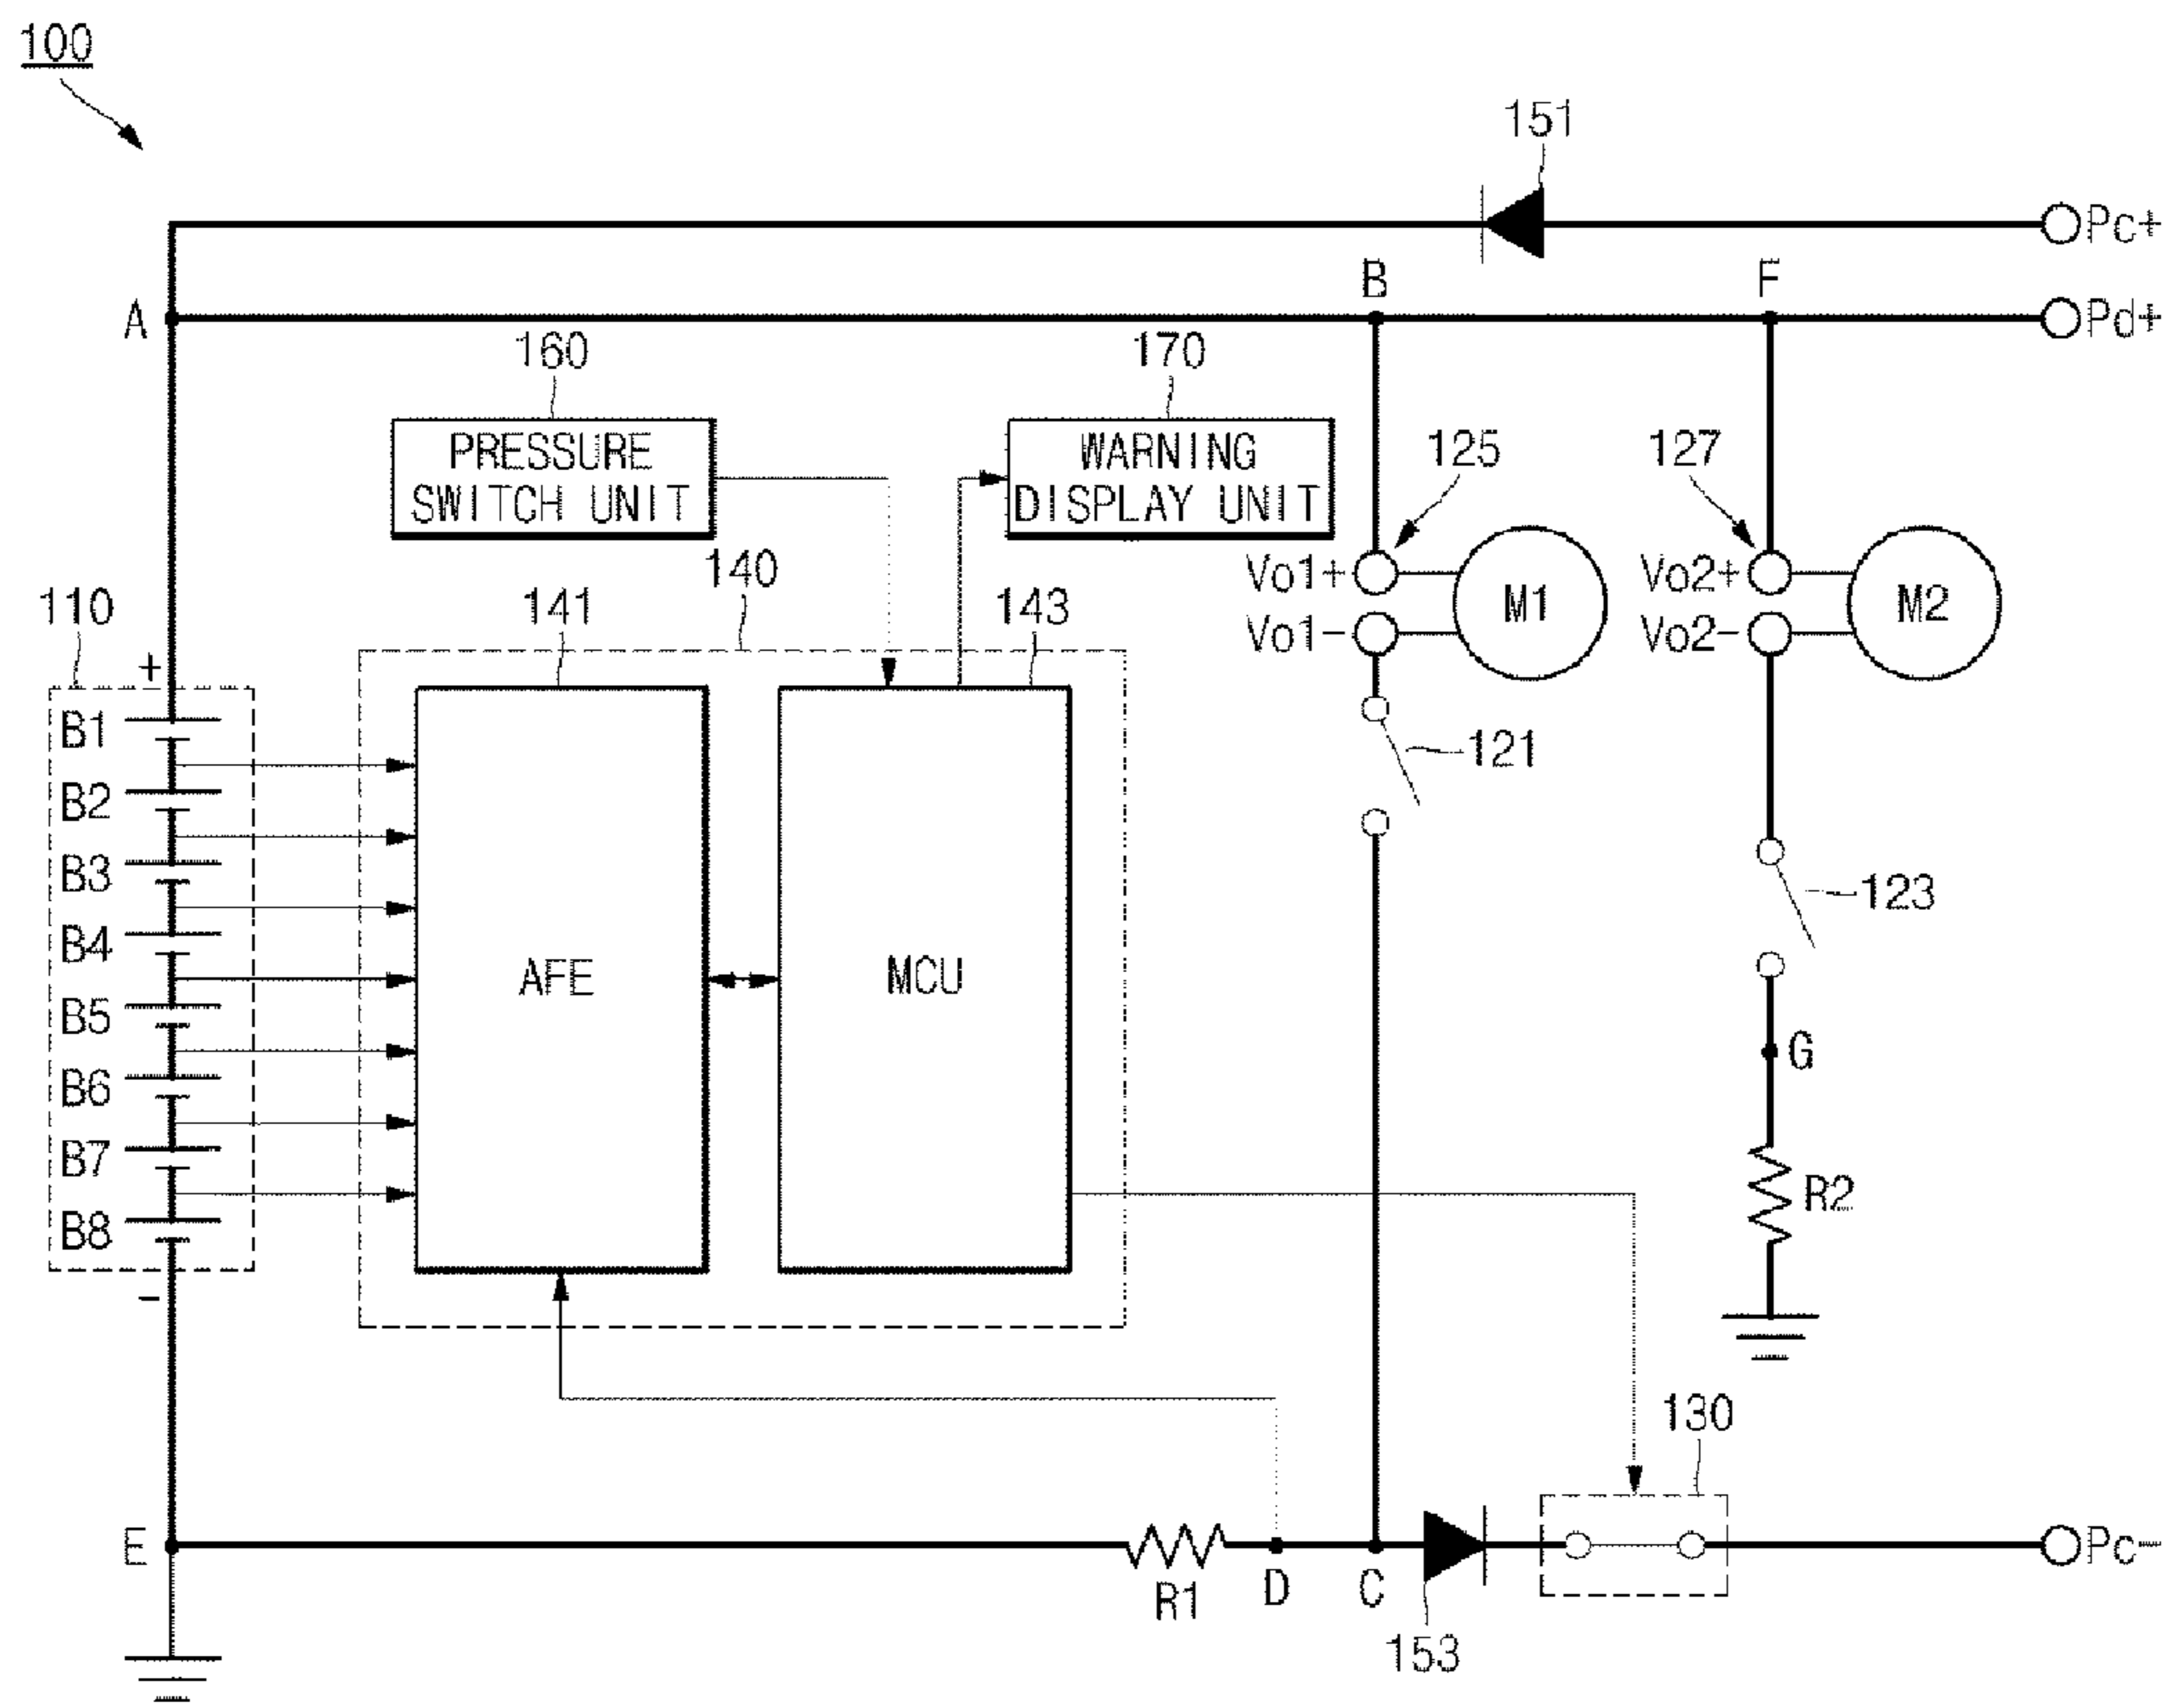 100
151
Pc+
B
F
A
Pd+
160
170
PRESSURE
SWITCH UNIT
WARNING
DISPLAY UNIT
125
127
140
Vo1+
M1
Vo2+
M2
110
141
143
Vo1-
Vo2-
+
B1
121
B2
B3
123
B4
AFE
MCU
B5
G
B6
B7
R2
B8
-
130
E
Pc-
R1
D
C
153